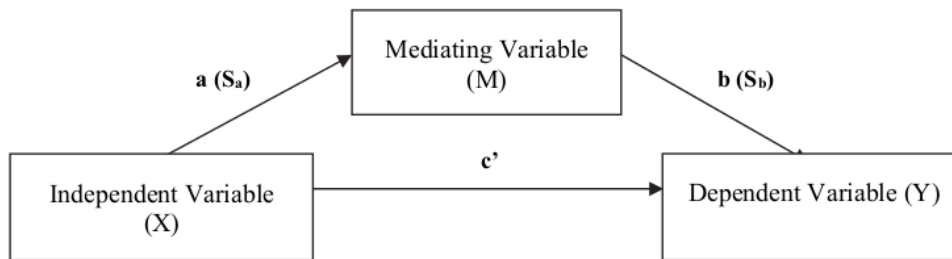 Mediating Variable
(M)
a (Sa)
b (Sb)
c’
Independent Variable
(X)
Dependent Variable (Y)